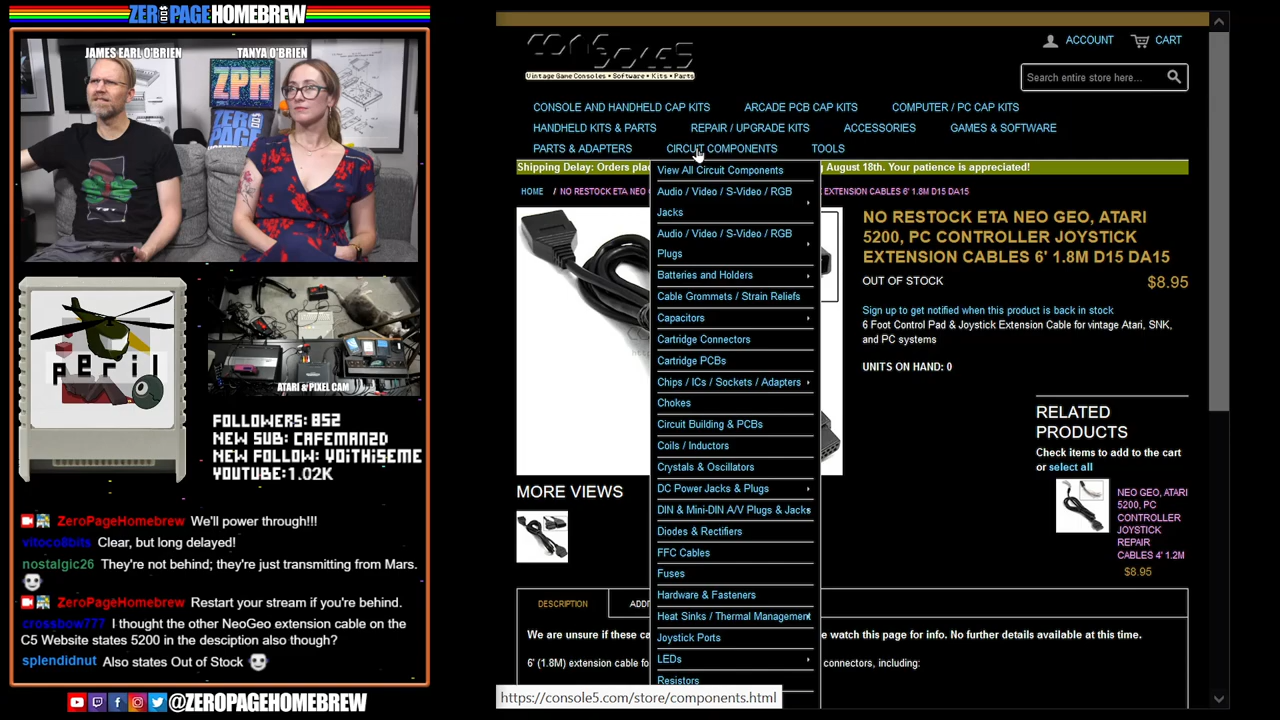 ZERO PAGE HOMEBREW
JAMES EARL O'BRIEN
TANYA O'BRIEN
ZPH
peril
ATARI & PIXEL CAM
FOLLOWERS: 852
NEW SUB: CAFEMAN2D
NEW FOLLOW: YOITHISEME
YOUTUBE:1.02K
ZeroPageHomebrew We'll power through!!!
vitoco8bits Clear, but long delayed!
nostalgic26 They're not behind; they're just transmitting from Mars.
ZeroPageHomebrew Restart your stream if you're behind.
crossbow777 I thought the other NeoGeo extension cable on the
C5 Website states 5200 in the desciption also though?
splendidnut Also states Out of Stock
@ZEROPAGEHOMEBREW
CONSOLE5
Vintage Game Consoles • Software • Kits • Parts
ACCOUNT
CART
Search entire store here...
CONSOLE AND HANDHELD CAP KITS
ARCADE PCB CAP KITS
COMPUTER / PC CAP KITS
HANDHELD KITS & PARTS
REPAIR / UPGRADE KITS
ACCESSORIES
GAMES & SOFTWARE
PARTS & ADAPTERS
CIRCUIT COMPONENTS
TOOLS
Shipping Delay: Orders plac
August 18th. Your patience is appreciated!
HOME / NO RESTOCK ETA NEO
EXTENSION CABLES 6' 1.8M D15 DA15
View All Circuit Components
Audio / Video / S-Video / RGB
Jacks
Audio / Video / S-Video / RGB
Plugs
Batteries and Holders
Cable Grommets / Strain Reliefs
Capacitors
Cartridge Connectors
Cartridge PCBs
Chips / ICs / Sockets / Adapters
Chokes
Circuit Building & PCBs
Coils / Inductors
Crystals & Oscillators
DC Power Jacks & Plugs
DIN & Mini-DIN A/V Plugs & Jacks
Diodes & Rectifiers
FFC Cables
Fuses
Hardware & Fasteners
Heat Sinks / Thermal Management
Joystick Ports
LEDs
Resistors
NO RESTOCK ETA NEO GEO, ATARI
5200, PC CONTROLLER JOYSTICK
EXTENSION CABLES 6' 1.8M D15 DA15
OUT OF STOCK
$8.95
Sign up to get notified when this product is back in stock
6 Foot Control Pad & Joystick Extension Cable for vintage Atari, SNK,
and PC systems
UNITS ON HAND: 0
RELATED
PRODUCTS
Check items to add to the cart
or select all
NEO GEO, ATARI
5200, PC
CONTROLLER
JOYSTICK
REPAIR
CABLES 4' 1.2M
$8.95
MORE VIEWS
DESCRIPTION
ADD
We are unsure if these ca
e watch this page for info. No further details available at this time.
6' (1.8M) extension cable fo
connectors, including:
https://console5.com/store/components.html